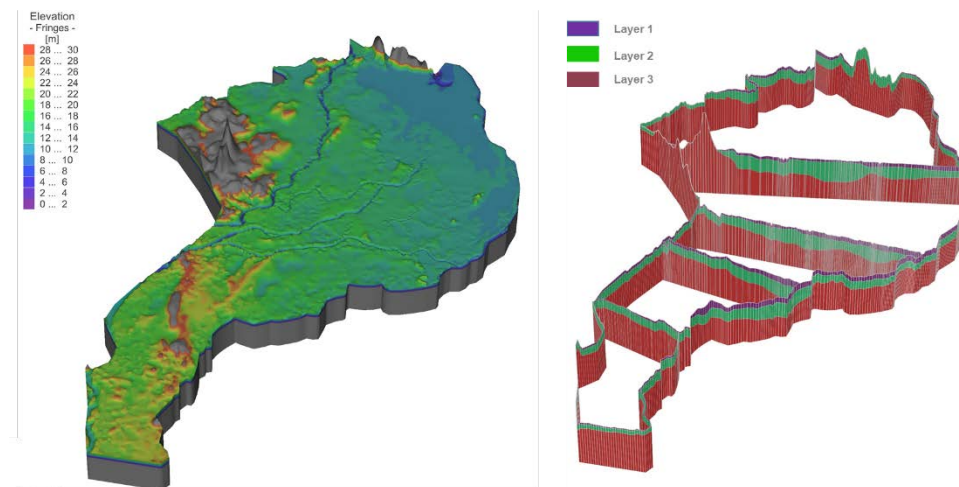 Elevation
- Fringes -
[m]
28 ... 30
26 ... 28
24 ... 26
22 ... 24
20 ... 22
18 ... 20
16 ... 18
14 ... 16
12 ... 14
10 ... 12
8 ... 10
6 ... 8
4 ... 6
2 ... 4
0 ... 2
Layer 1
Layer 2
Layer 3